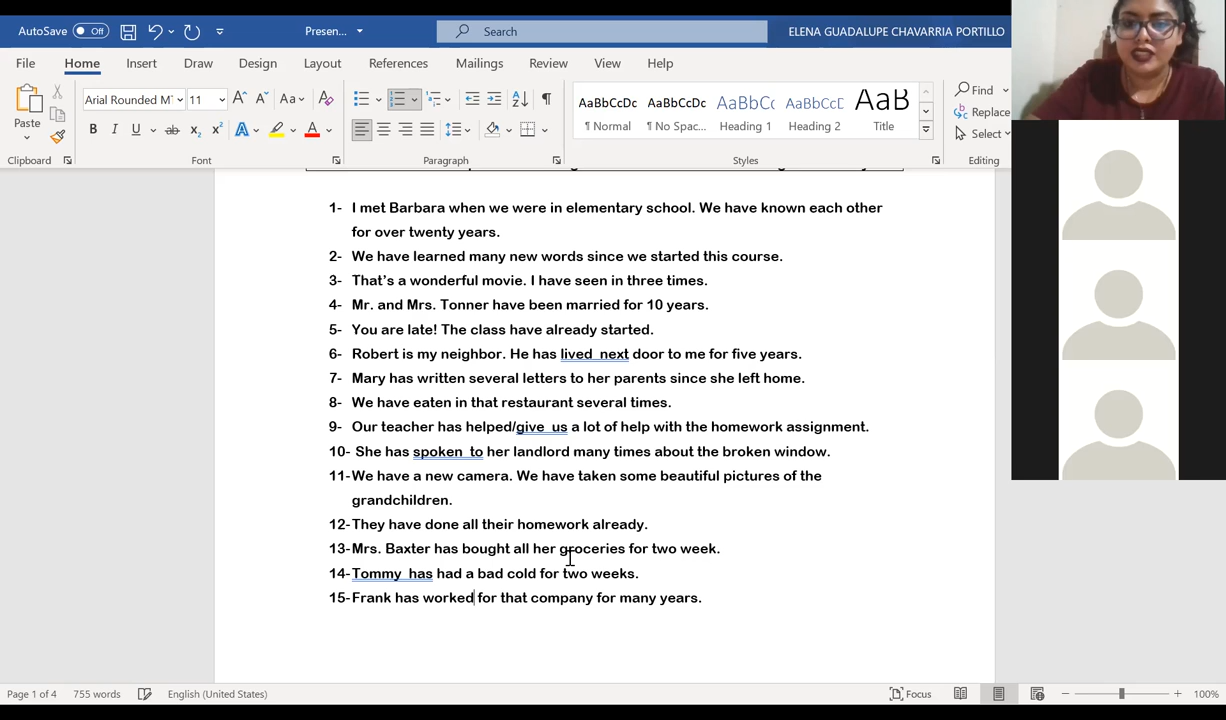 AutoSave Off Presen... Search ELENA GUADALUPE CHAVARRIA PORTILLO
File Home Insert Draw Design Layout References Mailings Review View Help
Paste Arial Rounded M 11 Aa AaBbCcDc AaBbCcDc AaBbCc AaBbCcD AaB Find
B I U ab x₂ x² A A ¶ Normal ¶ No Spac... Heading 1 Heading 2 Title Replace
Select
Clipboard Font Paragraph Styles Editing
1- I met Barbara when we were in elementary school. We have known each other
for over twenty years.
2- We have learned many new words since we started this course.
3- That's a wonderful movie. I have seen in three times.
4- Mr. and Mrs. Tonner have been married for 10 years.
5- You are late! The class have already started.
6- Robert is my neighbor. He has lived next door to me for five years.
7- Mary has written several letters to her parents since she left home.
8- We have eaten in that restaurant several times.
9- Our teacher has helped/give us a lot of help with the homework assignment.
10- She has spoken to her landlord many times about the broken window.
11- We have a new camera. We have taken some beautiful pictures of the
grandchildren.
12- They have done all their homework already.
13- Mrs. Baxter has bought all her groceries for two week.
14- Tommy has had a bad cold for two weeks.
15- Frank has worked for that company for many years.
Page 1 of 4 755 words English (United States) Focus 100%